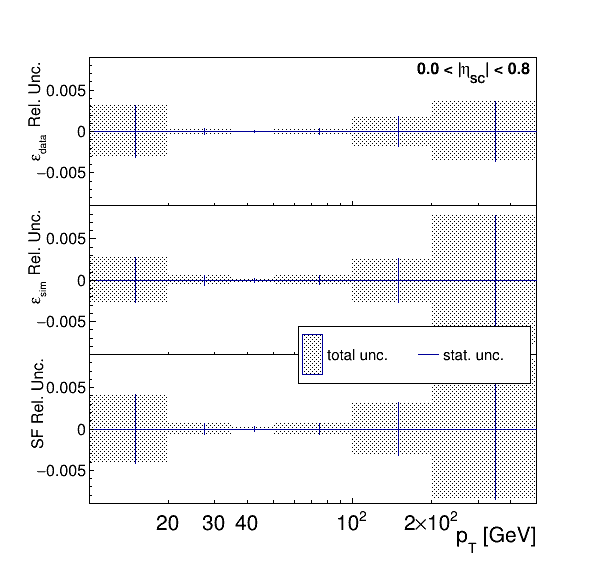 0.0 < |η_SC| < 0.8
ε_data Rel. Unc.
0.005
0
−0.005
ε_sim Rel. Unc.
0.005
0
−0.005
total unc. stat. unc.
SF Rel. Unc.
0.005
0
−0.005
20 30 40 10² 2×10²
p_T [GeV]